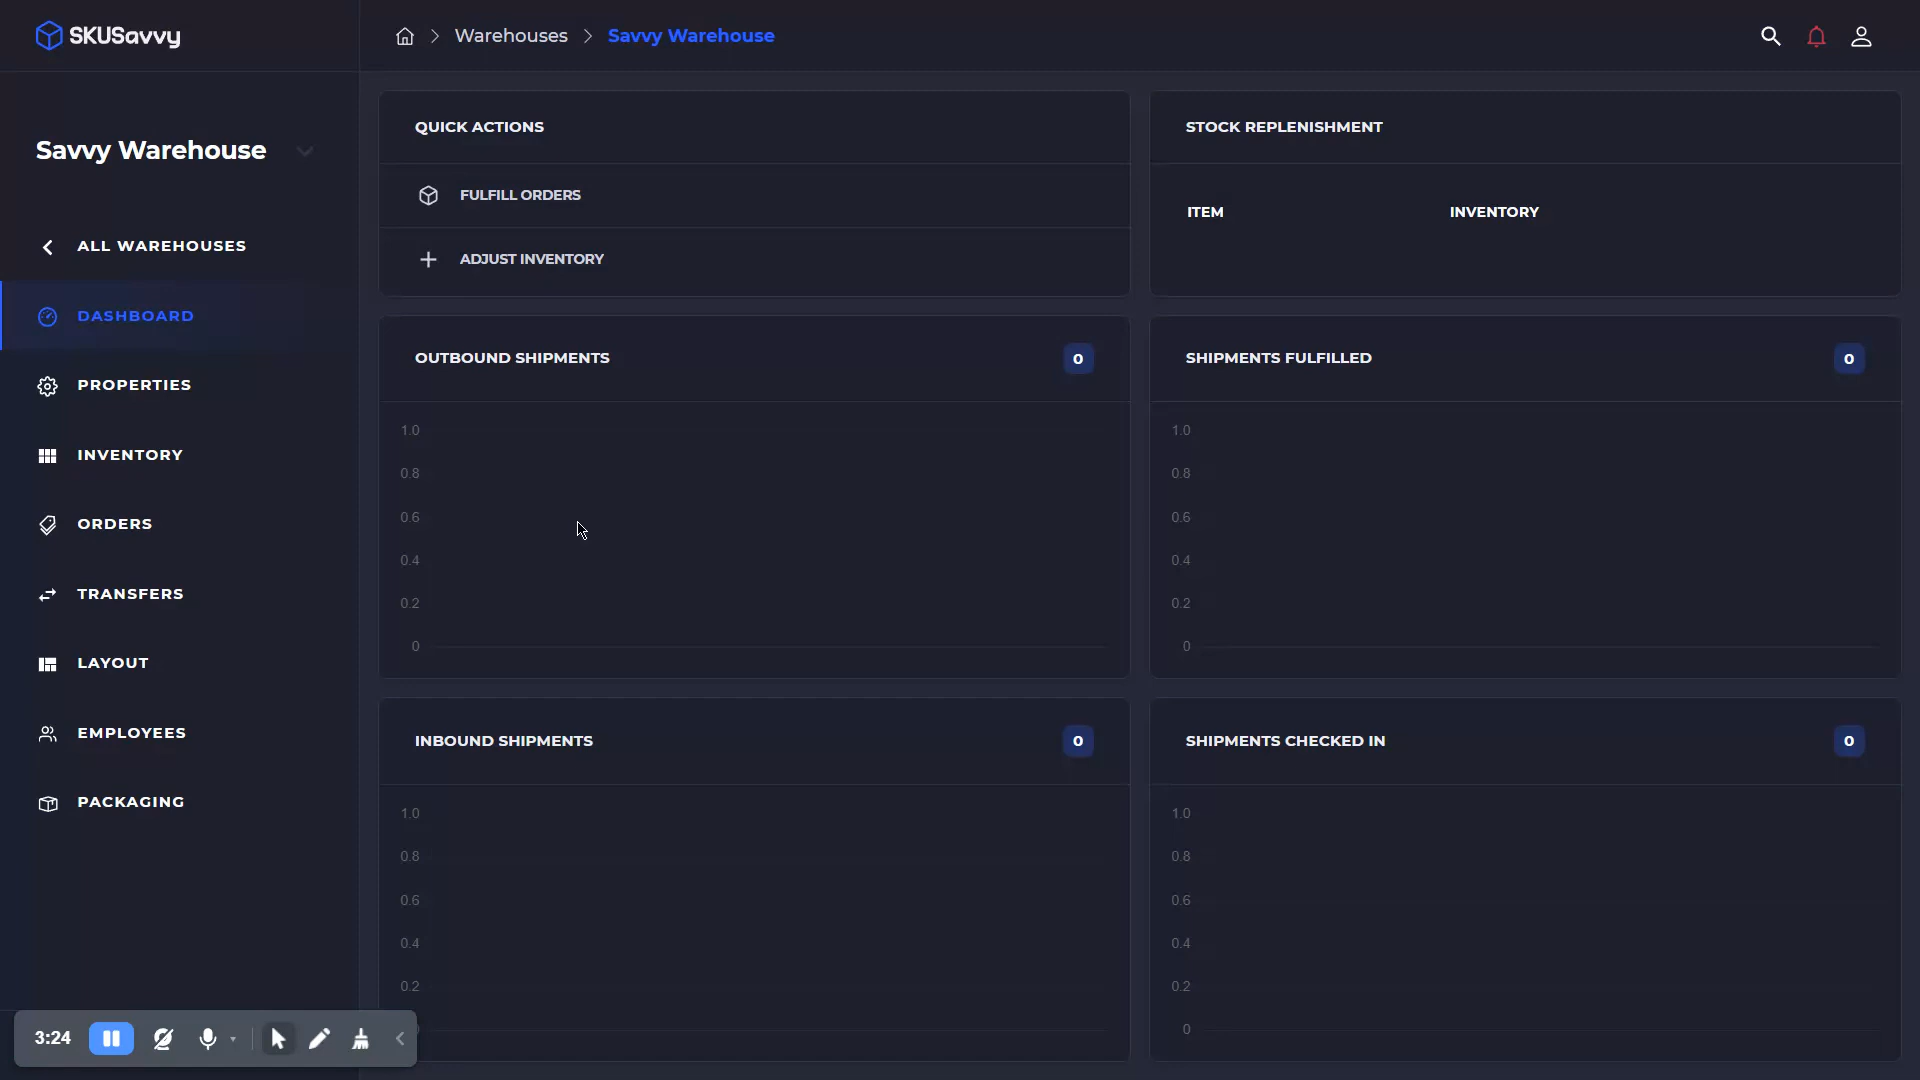 SKUSavvy
Warehouses
Savvy Warehouse
Savvy Warehouse
ALL WAREHOUSES
DASHBOARD
PROPERTIES
INVENTORY
ORDERS
TRANSFERS
LAYOUT
EMPLOYEES
PACKAGING
QUICK ACTIONS
FULFILL ORDERS
ADJUST INVENTORY
STOCK REPLENISHMENT
ITEM INVENTORY
OUTBOUND SHIPMENTS 0
1.0
0.8
0.6
0.4
0.2
0
SHIPMENTS FULFILLED 0
1.0
0.8
0.6
0.4
0.2
0
INBOUND SHIPMENTS 0
1.0
0.8
0.6
0.4
0.2
SHIPMENTS CHECKED IN 0
1.0
0.8
0.6
0.4
0.2
0
3:24